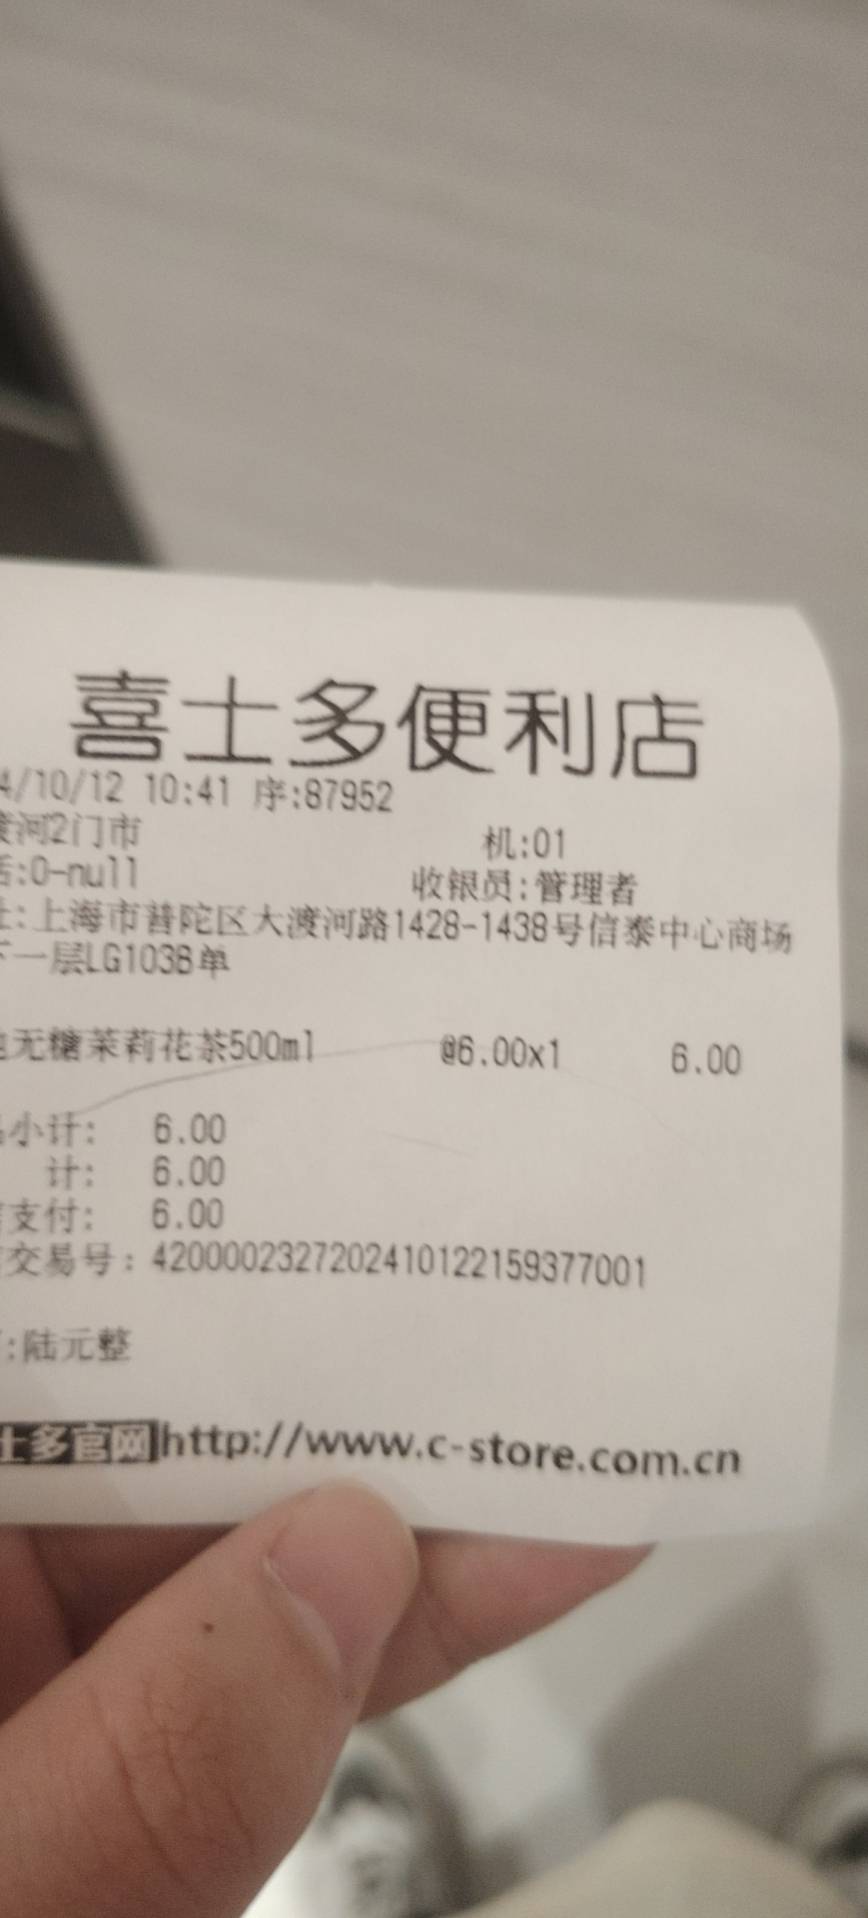 喜士多便利店
4/10/12 10:41 序:87952
渡河2门市 机:01
话:0-null 收银员:管理者
址:上海市普陀区大渡河路1428-1438号信泰中心商场
下一层LG103B单
无糖茉莉花茶500ml @6.00x1 6.00
品小计: 6.00
计: 6.00
信支付: 6.00
交易号: 4200002327202410122159377001
:陆元整
士多官网http://www.c-store.com.cn